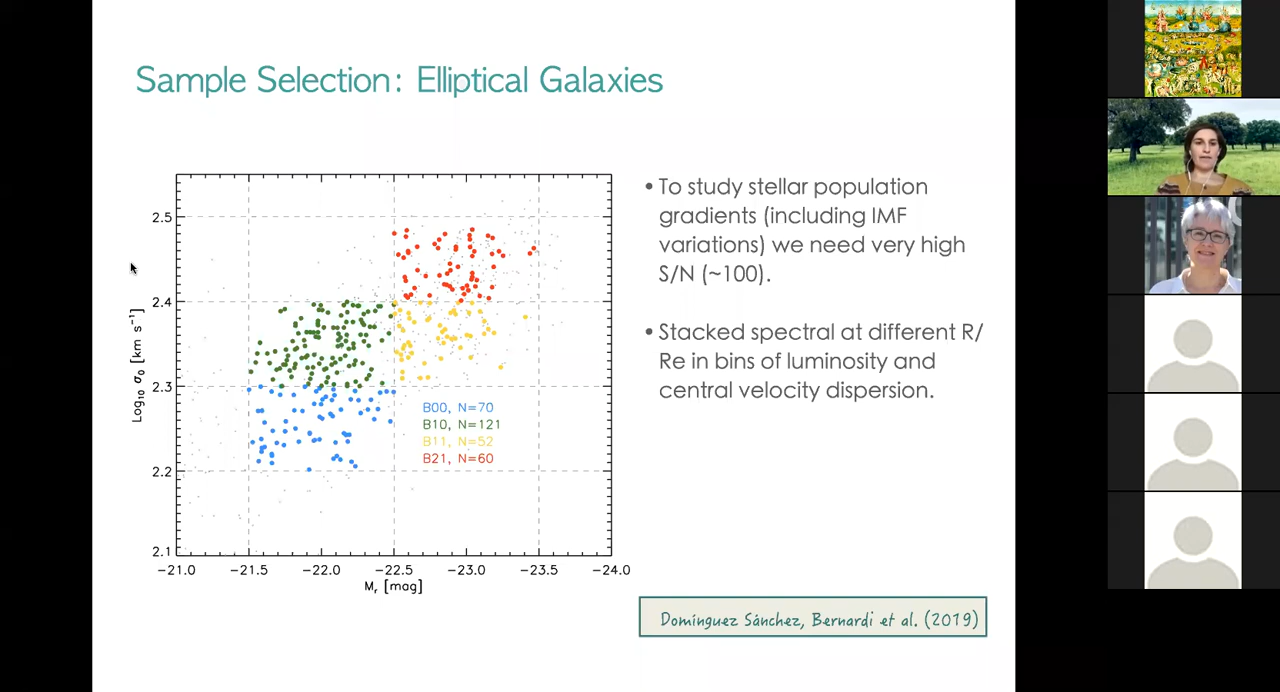 Sample Selection: Elliptical Galaxies
2.5
2.4
2.3
2.2
2.1
Log₁₀ σ₀ [km s⁻¹]
B00, N=70
B10, N=121
B11, N=52
B21, N=60
−21.0 −21.5 −22.0 −22.5 −23.0 −23.5 −24.0
Mᵣ [mag]
• To study stellar population
gradients (including IMF
variations) we need very high
S/N (~100).
• Stacked spectral at different R/
Re in bins of luminosity and
central velocity dispersion.
Domínguez Sánchez, Bernardi et al. (2019)